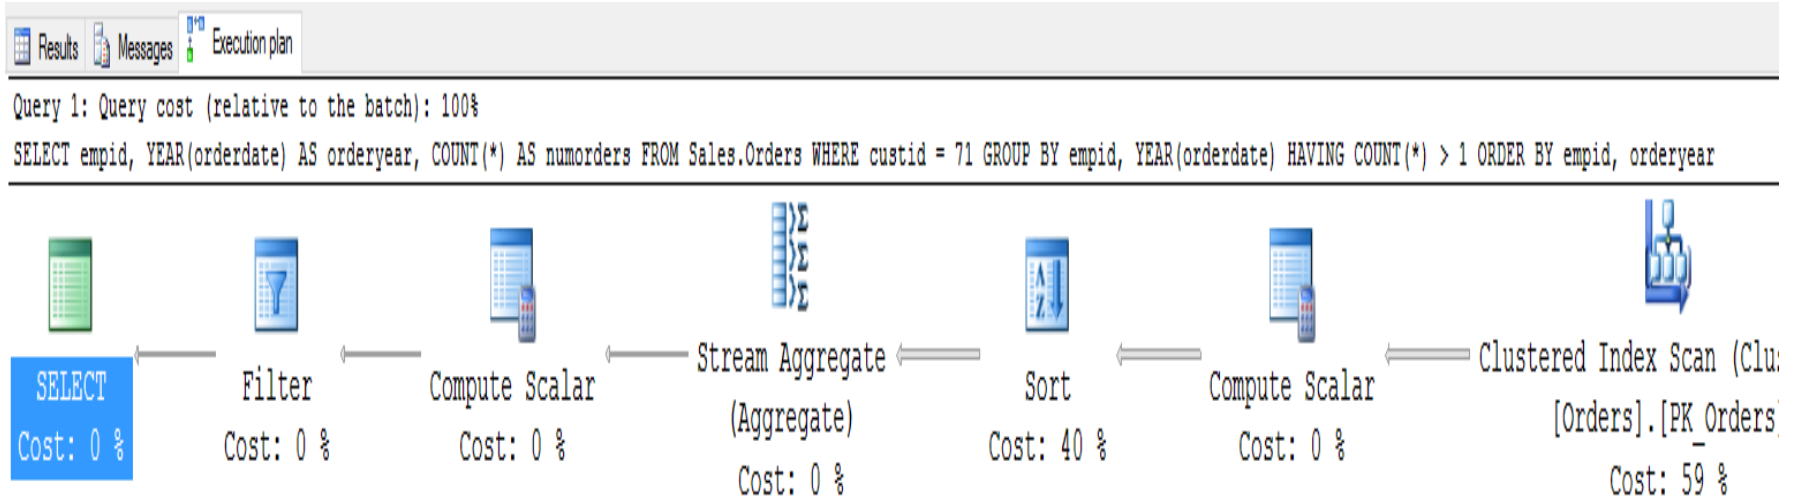 Results Messages Execution plan
Query 1: Query cost (relative to the batch): 100%
SELECT empid, YEAR(orderdate) AS orderyear, COUNT(*) AS numorders FROM Sales.Orders WHERE custid = 71 GROUP BY empid, YEAR(orderdate) HAVING COUNT(*) > 1 ORDER BY empid, orderyear
SELECT
Cost: 0 %
Filter
Cost: 0 %
Compute Scalar
Cost: 0 %
Stream Aggregate
(Aggregate)
Cost: 0 %
Sort
Cost: 40 %
Compute Scalar
Cost: 0 %
Clustered Index Scan (Clu
[Orders].[PK_Orders]
Cost: 59 %